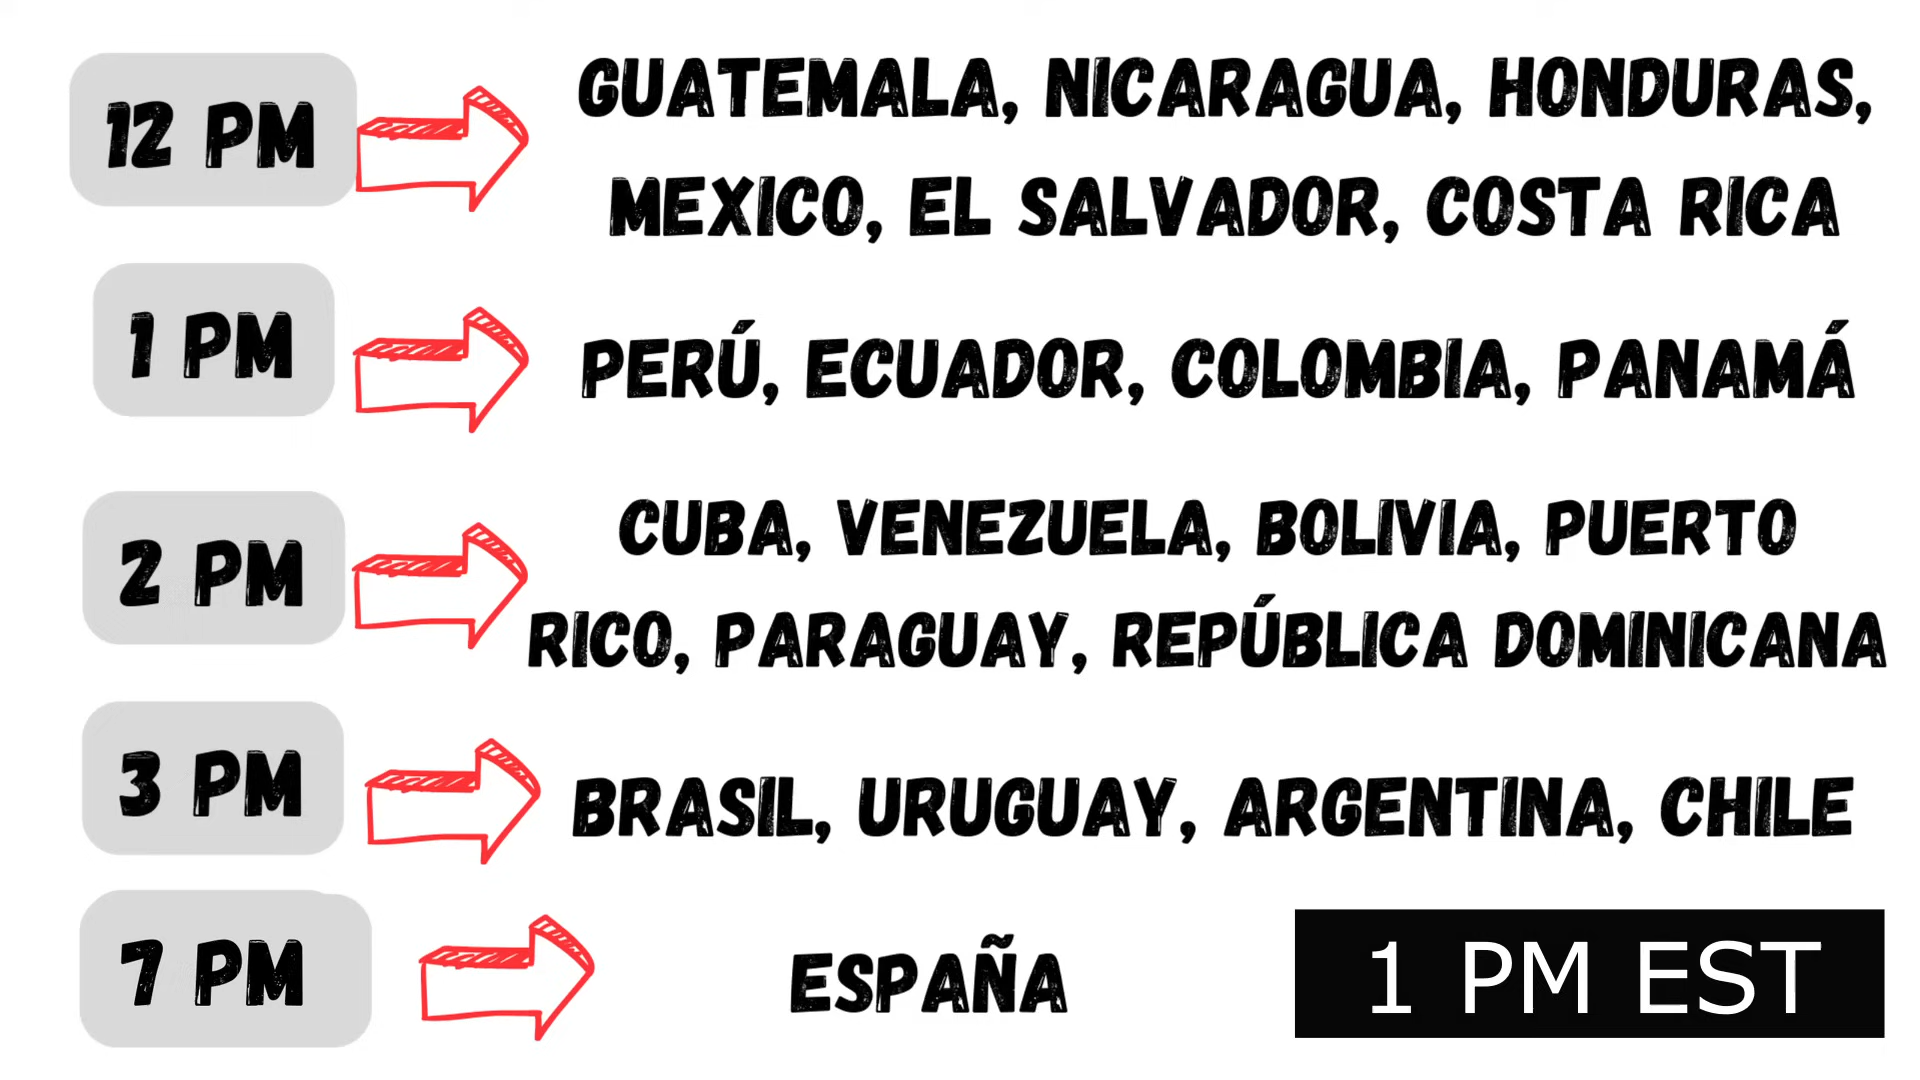 12 PM
GUATEMALA, NICARAGUA, HONDURAS,
MEXICO, EL SALVADOR, COSTA RICA
1 PM
PERÚ, ECUADOR, COLOMBIA, PANAMÁ
2 PM
CUBA, VENEZUELA, BOLIVIA, PUERTO
RICO, PARAGUAY, REPÚBLICA DOMINICANA
3 PM
BRASIL, URUGUAY, ARGENTINA, CHILE
7 PM
ESPAÑA
1 PM EST